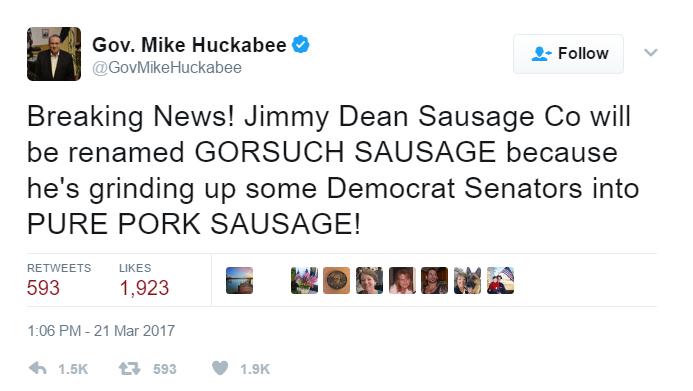 Gov. Mike Huckabee
@GovMikeHuckabee
Follow
Breaking News! Jimmy Dean Sausage Co will
be renamed GORSUCH SAUSAGE because
he's grinding up some Democrat Senators into
PURE PORK SAUSAGE!
RETWEETS LIKES
593 1,923
1:06 PM - 21 Mar 2017
1.5K 593 1.9K